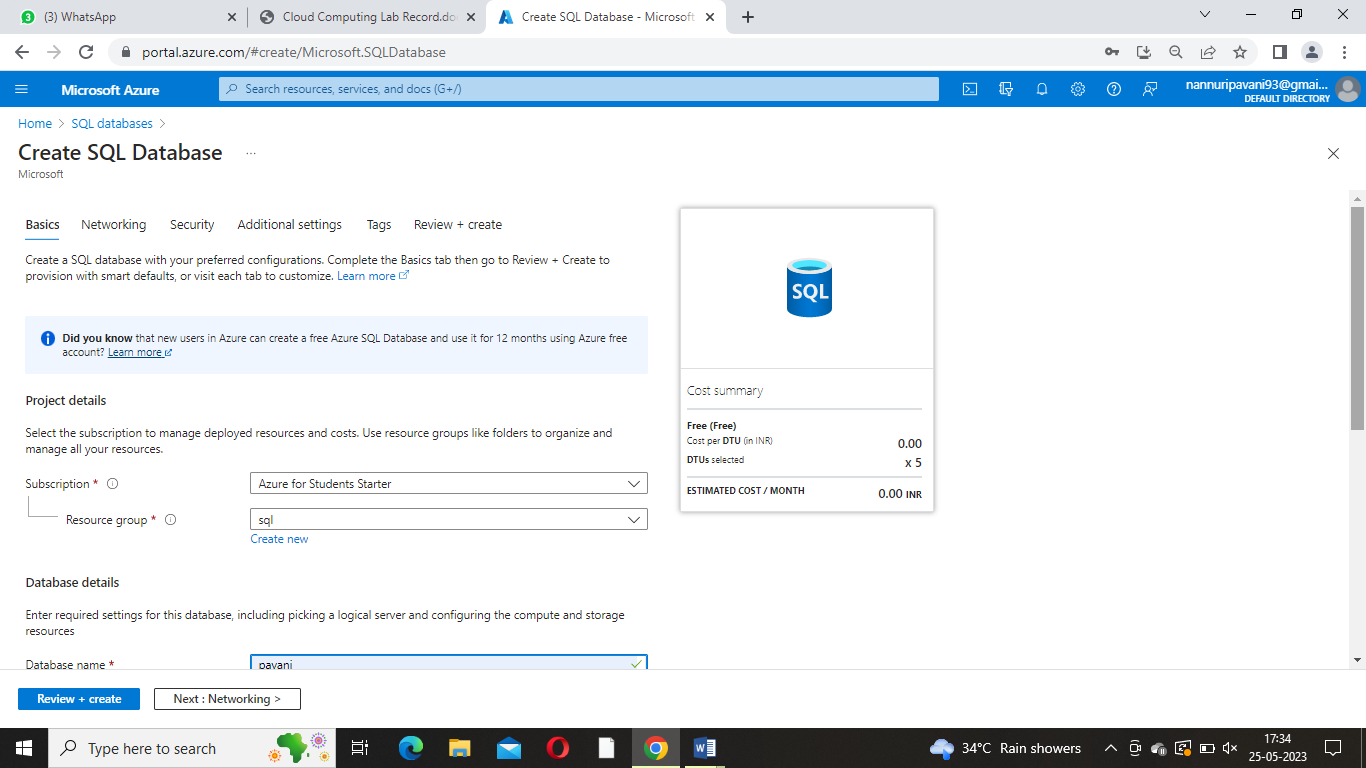 (3) WhatsApp
Cloud Computing Lab Record.do
Create SQL Database - Microsoft
portal.azure.com/#create/Microsoft.SQLDatabase
Microsoft Azure
Search resources, services, and docs (G+/)
nannuripavani93@gmai...
DEFAULT DIRECTORY
Home > SQL databases >
Create SQL Database ...
Microsoft
Basics Networking Security Additional settings Tags Review + create
Create a SQL database with your preferred configurations. Complete the Basics tab then go to Review + Create to
provision with smart defaults, or visit each tab to customize. Learn more
Did you know that new users in Azure can create a free Azure SQL Database and use it for 12 months using Azure free
account? Learn more
Project details
Select the subscription to manage deployed resources and costs. Use resource groups like folders to organize and
manage all your resources.
Subscription *
Azure for Students Starter
Resource group *
sql
Create new
Database details
Enter required settings for this database, including picking a logical server and configuring the compute and storage
resources
Database name *
pavani
SQL
Cost summary
Free (Free)
Cost per DTU (in INR) 0.00
DTUs selected x 5
ESTIMATED COST / MONTH 0.00 INR
Review + create
Next : Networking >
Type here to search
34°C Rain showers
17:34
25-05-2023